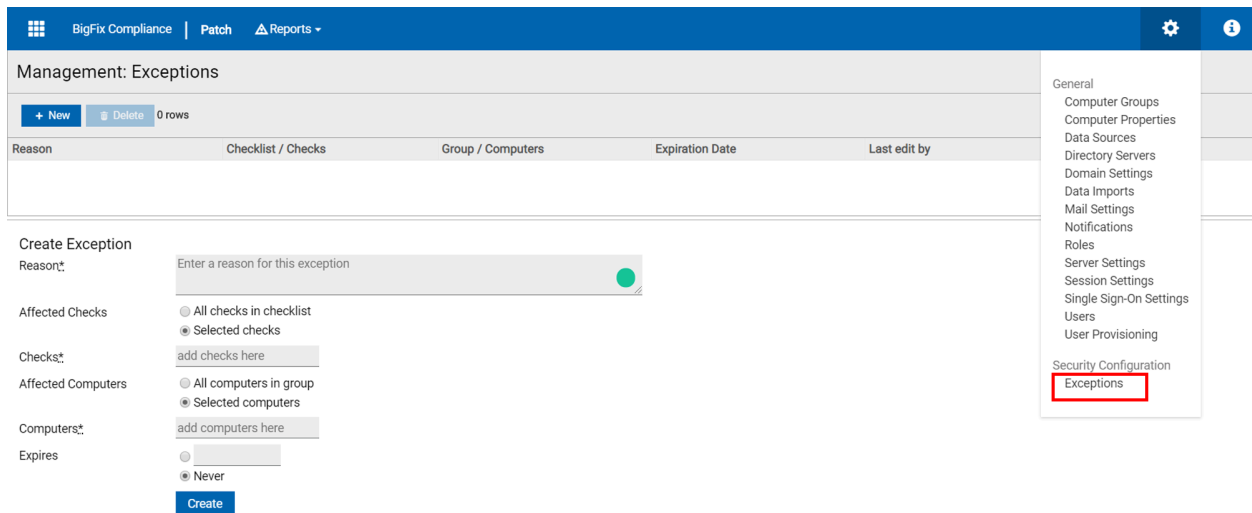 BigFix Compliance | Patch Reports
Management: Exceptions
+ New Delete 0 rows
Reason Checklist / Checks Group / Computers Expiration Date Last edit by
General
Computer Groups
Computer Properties
Data Sources
Directory Servers
Domain Settings
Data Imports
Mail Settings
Notifications
Roles
Server Settings
Session Settings
Single Sign-On Settings
Users
User Provisioning
Security Configuration
Exceptions
Create Exception
Reason* Enter a reason for this exception
Affected Checks All checks in checklist
Selected checks
Checks* add checks here
Affected Computers All computers in group
Selected computers
Computers* add computers here
Expires
Never
Create